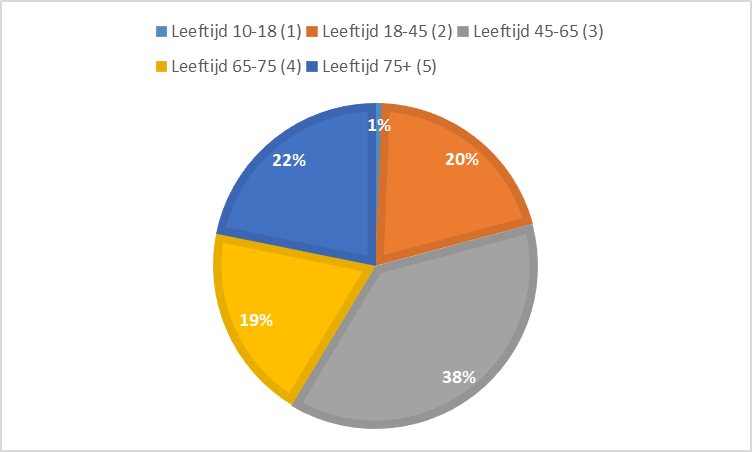 Leeftijd 10-18 (1) Leeftijd 18-45 (2) Leeftijd 45-65 (3)
Leeftijd 65-75 (4) Leeftijd 75+ (5)
1%
20%
22%
19%
38%